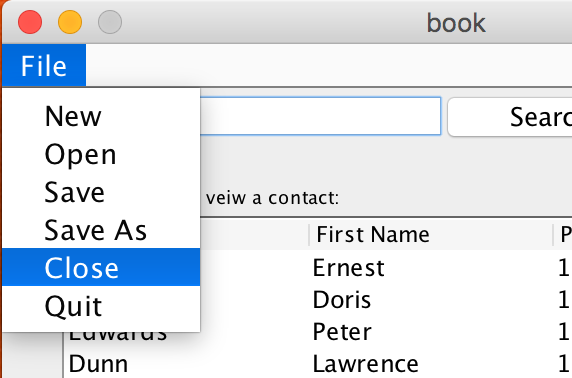 book
File
New
Open
Save
Save As
Close
Quit
Searc
veiw a contact:
First Name
P
Ernest
1
Doris
1
Edwards
Peter
1
Dunn
Lawrence
1